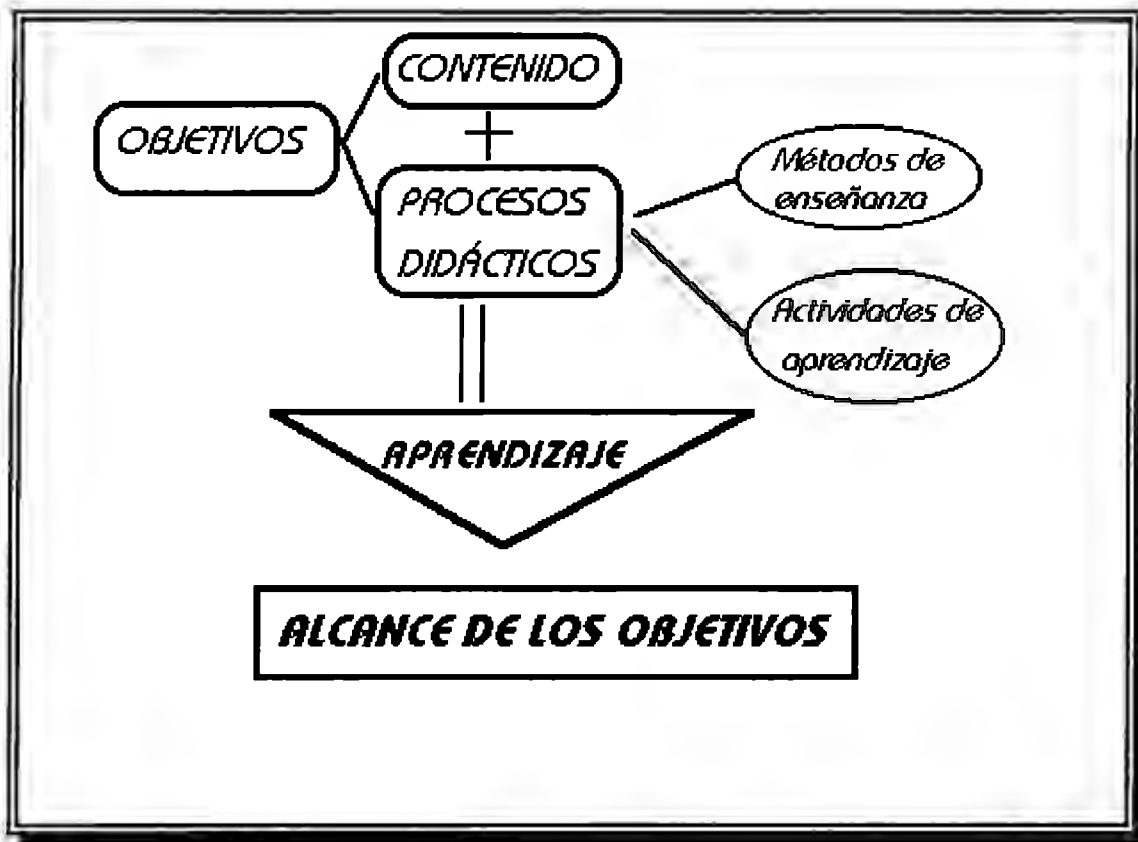 CONTENIDO
OBJETIVOS
+
PROCESOS
DIDÁCTICOS
Métodos de
enseñanza
Actividades de
aprendizaje
APRENDIZAJE
ALCANCE DE LOS OBJETIVOS